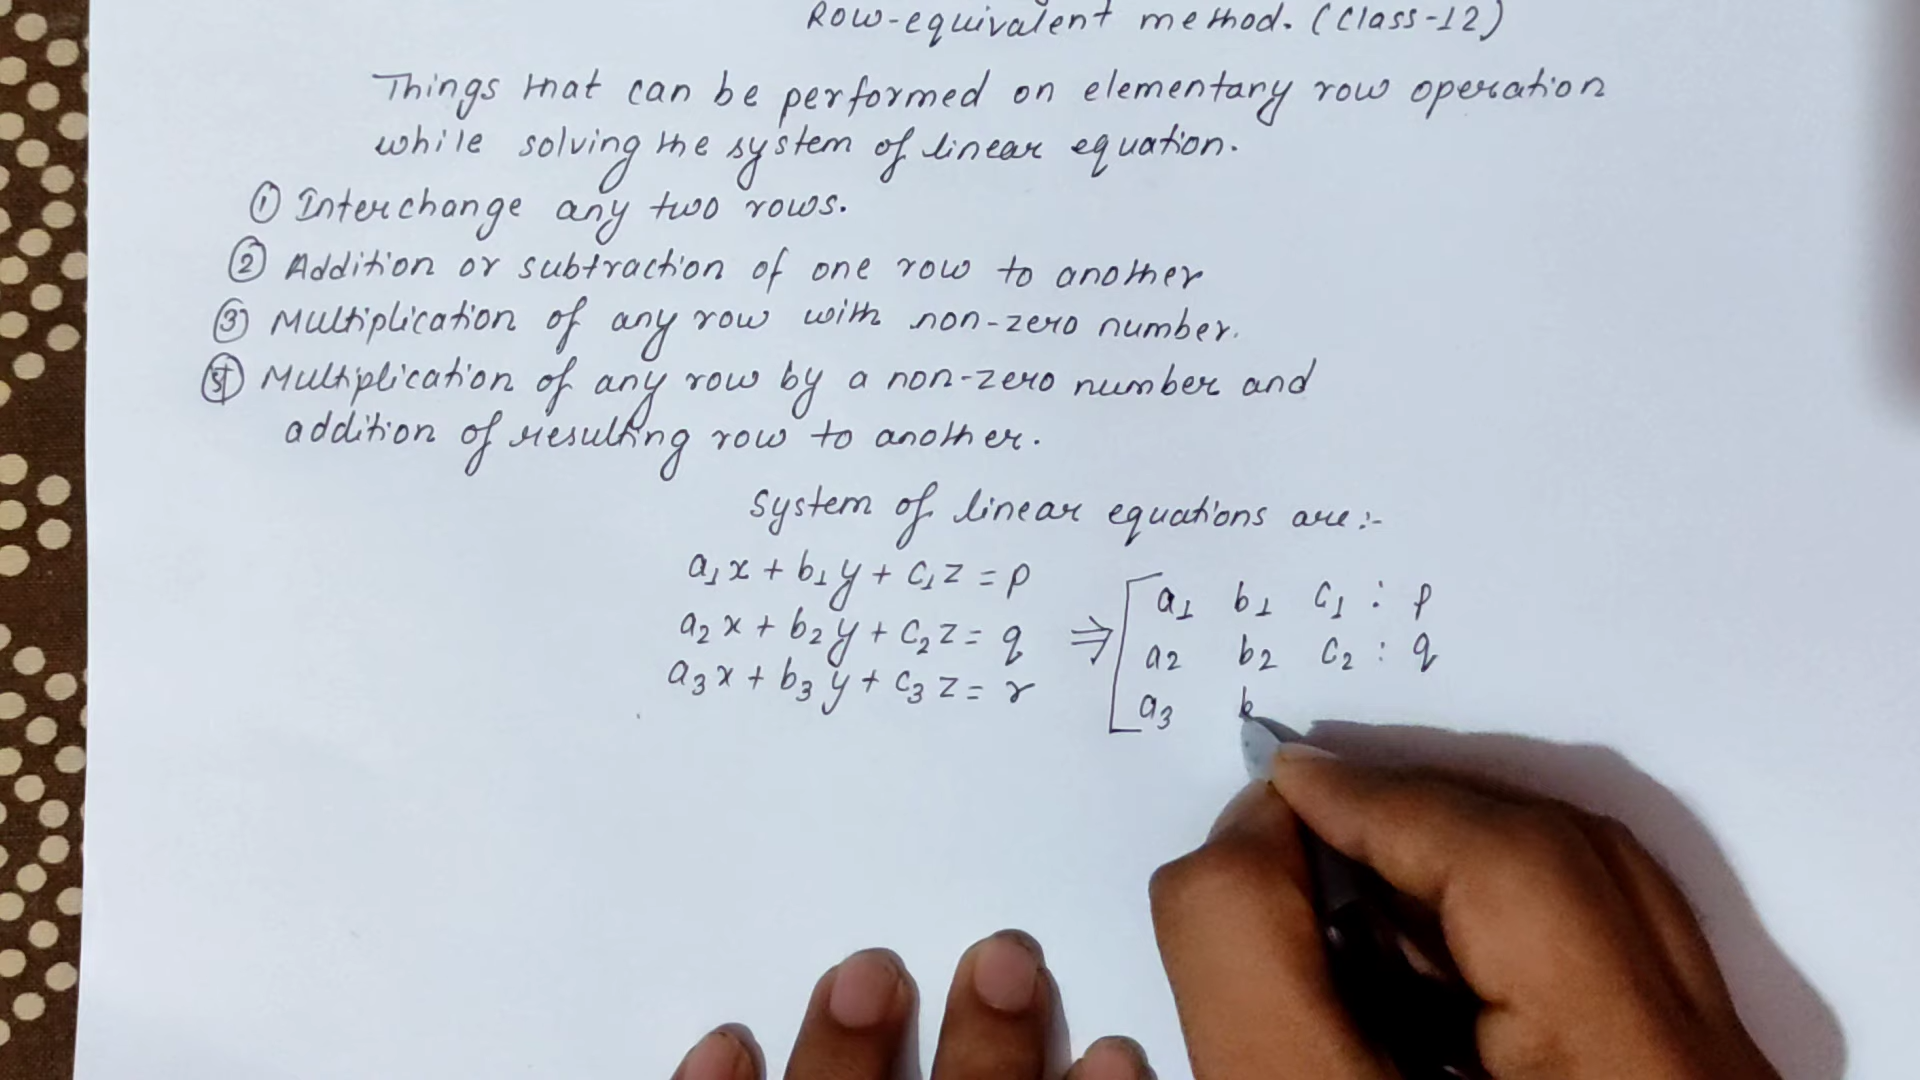 Row-equivalent method. (Class-12)
Things that can be performed on elementary row operation
while solving the system of linear equation.
① Interchange any two rows.
② Addition or subtraction of one row to another
③ Multiplication of any row with non-zero number.
Multiplication of any row by a non-zero number and
addition of resulting row to another.
System of linear equations are :-
a₁x + b₁y + c₁z = p
a₂x + b₂y + c₂z = q
a₃x + b₃y + c₃z = r
⇒ [ a₁ b₁ c₁ : p
a₂ b₂ c₂ : q
a₃